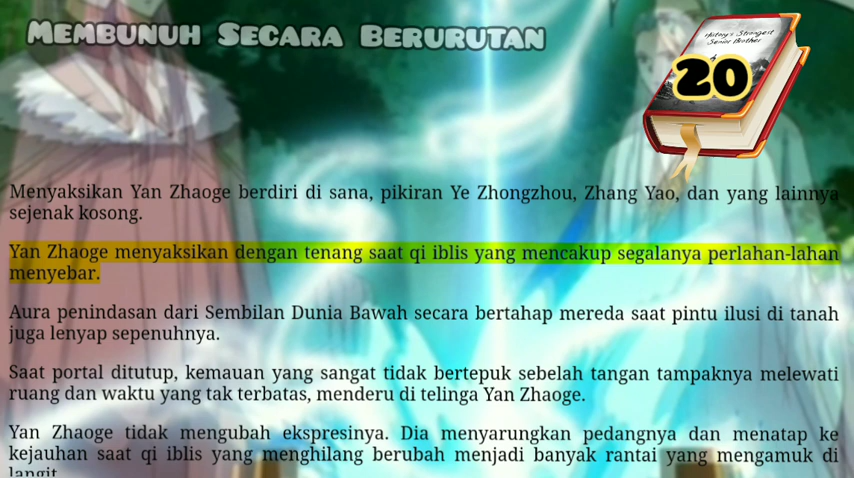 Membunuh Secara Berurutan
History's Strongest
Senior Brother
20
Menyaksikan Yan Zhaoge berdiri di sana, pikiran Ye Zhongzhou, Zhang Yao, dan yang lainnya
sejenak kosong.
Yan Zhaoge menyaksikan dengan tenang saat qi iblis yang mencakup segalanya perlahan-lahan
menyebar.
Aura penindasan dari Sembilan Dunia Bawah secara bertahap mereda saat pintu ilusi di tanah
juga lenyap sepenuhnya.
Saat portal ditutup, kemauan yang sangat tidak bertepuk sebelah tangan tampaknya melewati
ruang dan waktu yang tak terbatas, menderu di telinga Yan Zhaoge.
Yan Zhaoge tidak mengubah ekspresinya. Dia menyarungkan pedangnya dan menatap ke
kejauhan saat qi iblis yang menghilang berubah menjadi banyak rantai yang mengamuk di
langit.